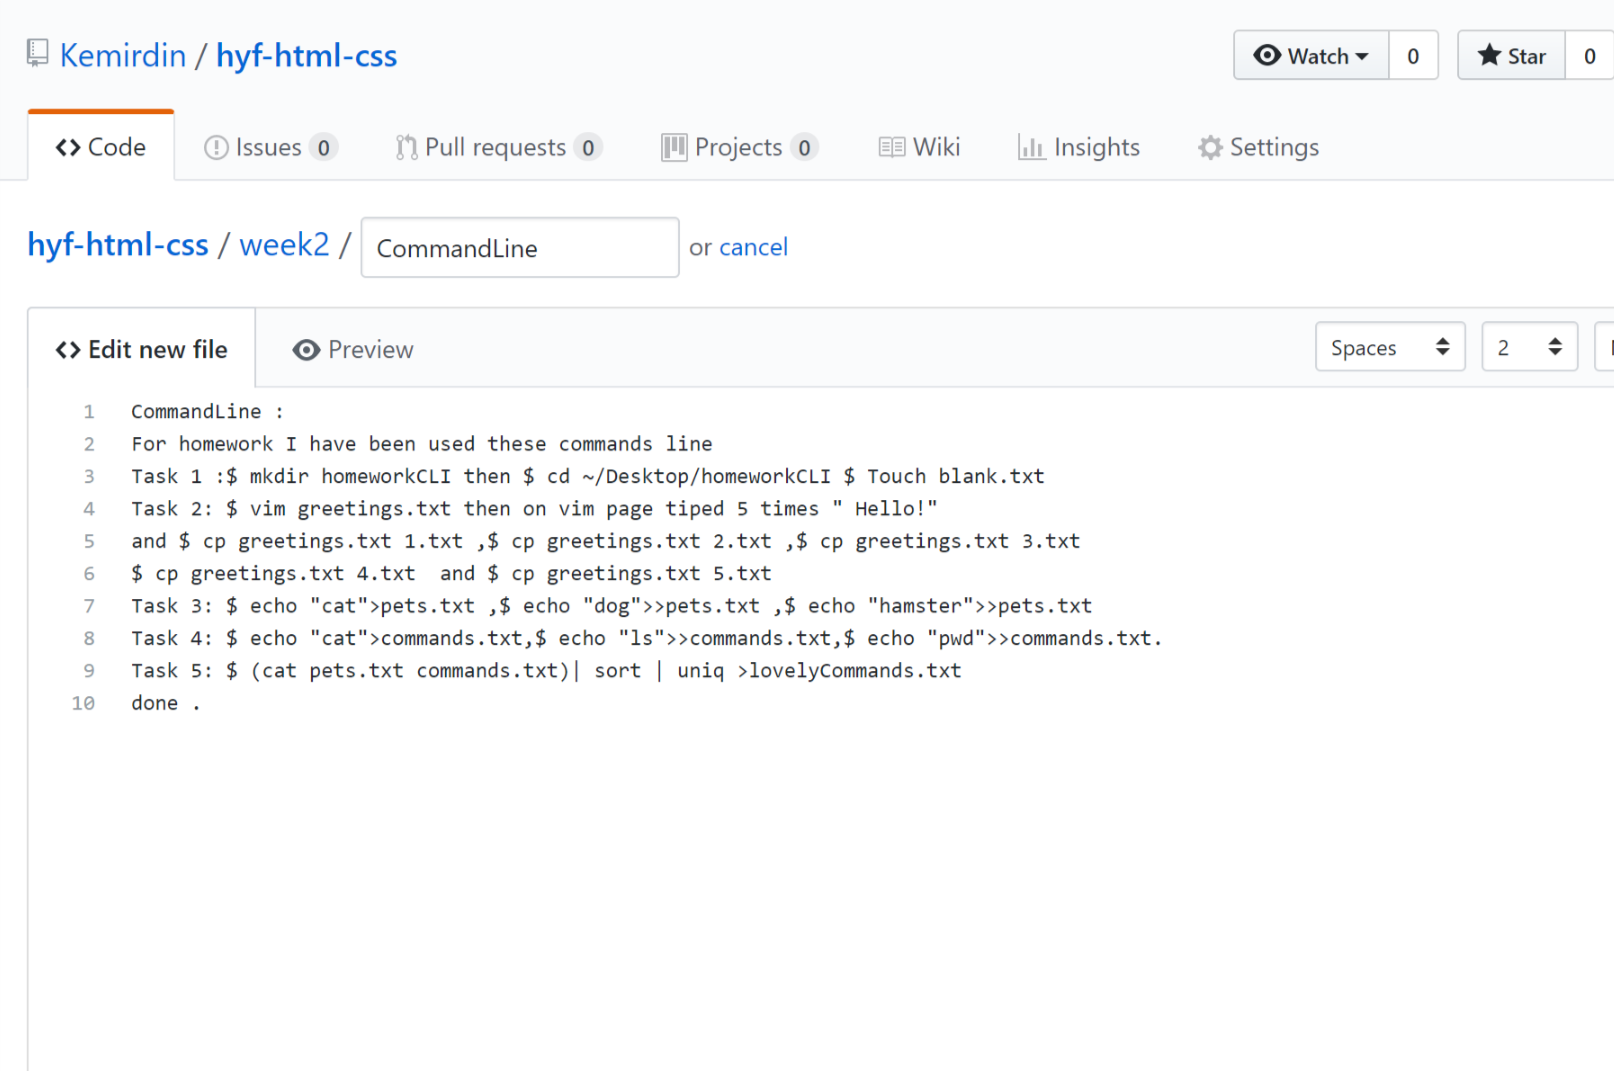 Kemirdin / hyf-html-css
Watch 0 Star 0
Code Issues 0 Pull requests 0 Projects 0 Wiki Insights Settings
hyf-html-css / week2 / CommandLine or cancel
Edit new file Preview Spaces 2
1 CommandLine :
2 For homework I have been used these commands line
3 Task 1 :$ mkdir homeworkCLI then $ cd ~/Desktop/homeworkCLI $ Touch blank.txt
4 Task 2: $ vim greetings.txt then on vim page tiped 5 times " Hello!"
5 and $ cp greetings.txt 1.txt ,$ cp greetings.txt 2.txt ,$ cp greetings.txt 3.txt
6 $ cp greetings.txt 4.txt  and $ cp greetings.txt 5.txt
7 Task 3: $ echo "cat">pets.txt ,$ echo "dog">>pets.txt ,$ echo "hamster">>pets.txt
8 Task 4: $ echo "cat">commands.txt,$ echo "ls">>commands.txt,$ echo "pwd">>commands.txt.
9 Task 5: $ (cat pets.txt commands.txt)| sort | uniq >lovelyCommands.txt
10 done .